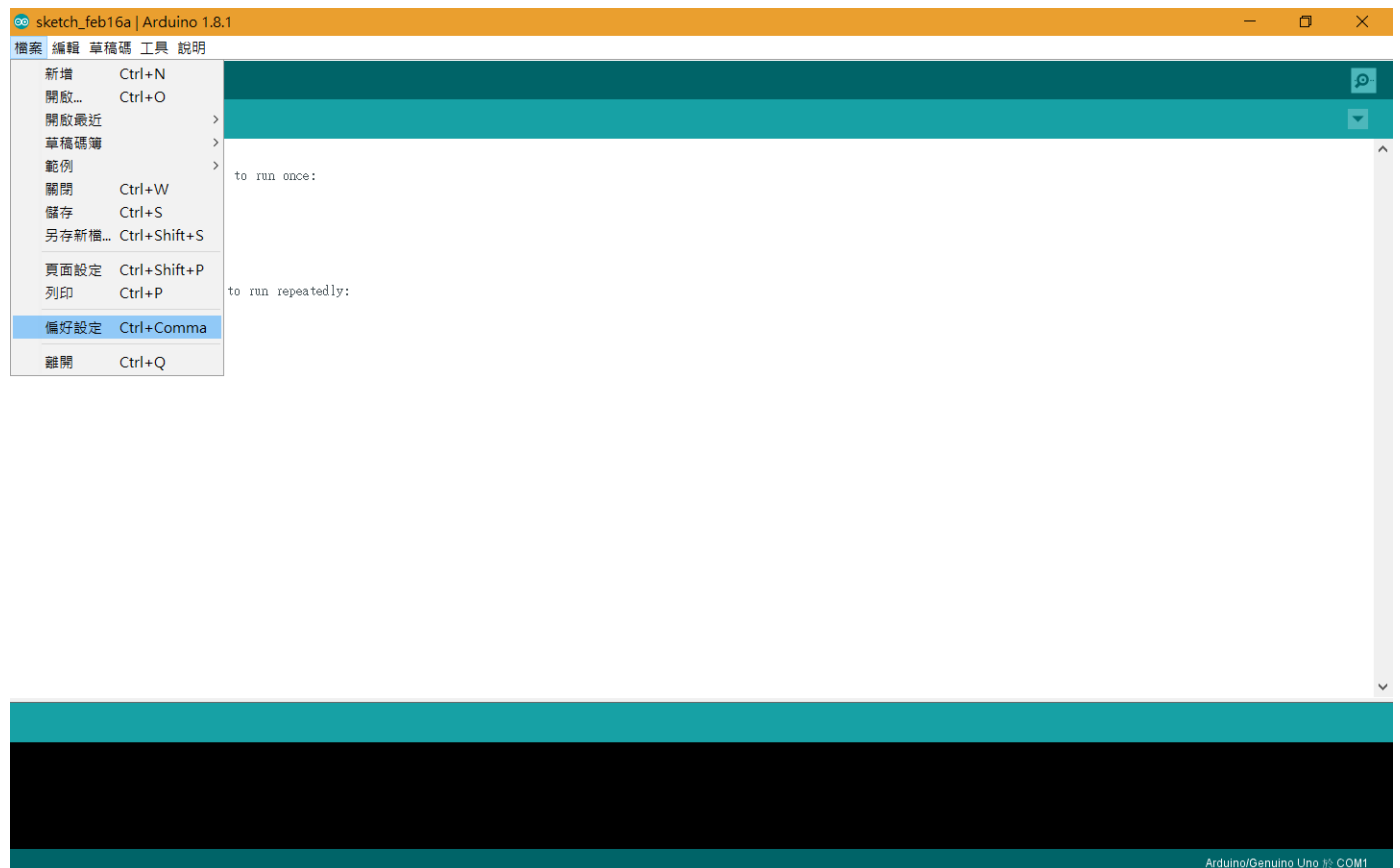 sketch_feb16a | Arduino 1.8.1
檔案 編輯 草稿碼 工具 說明
新增 Ctrl+N
開啟... Ctrl+O
開啟最近
草稿碼簿
範例
to run once:
關閉 Ctrl+W
儲存 Ctrl+S
另存新檔... Ctrl+Shift+S
頁面設定 Ctrl+Shift+P
列印 Ctrl+P
to run repeatedly:
偏好設定 Ctrl+Comma
離開 Ctrl+Q
Arduino/Genuino Uno 於 COM1